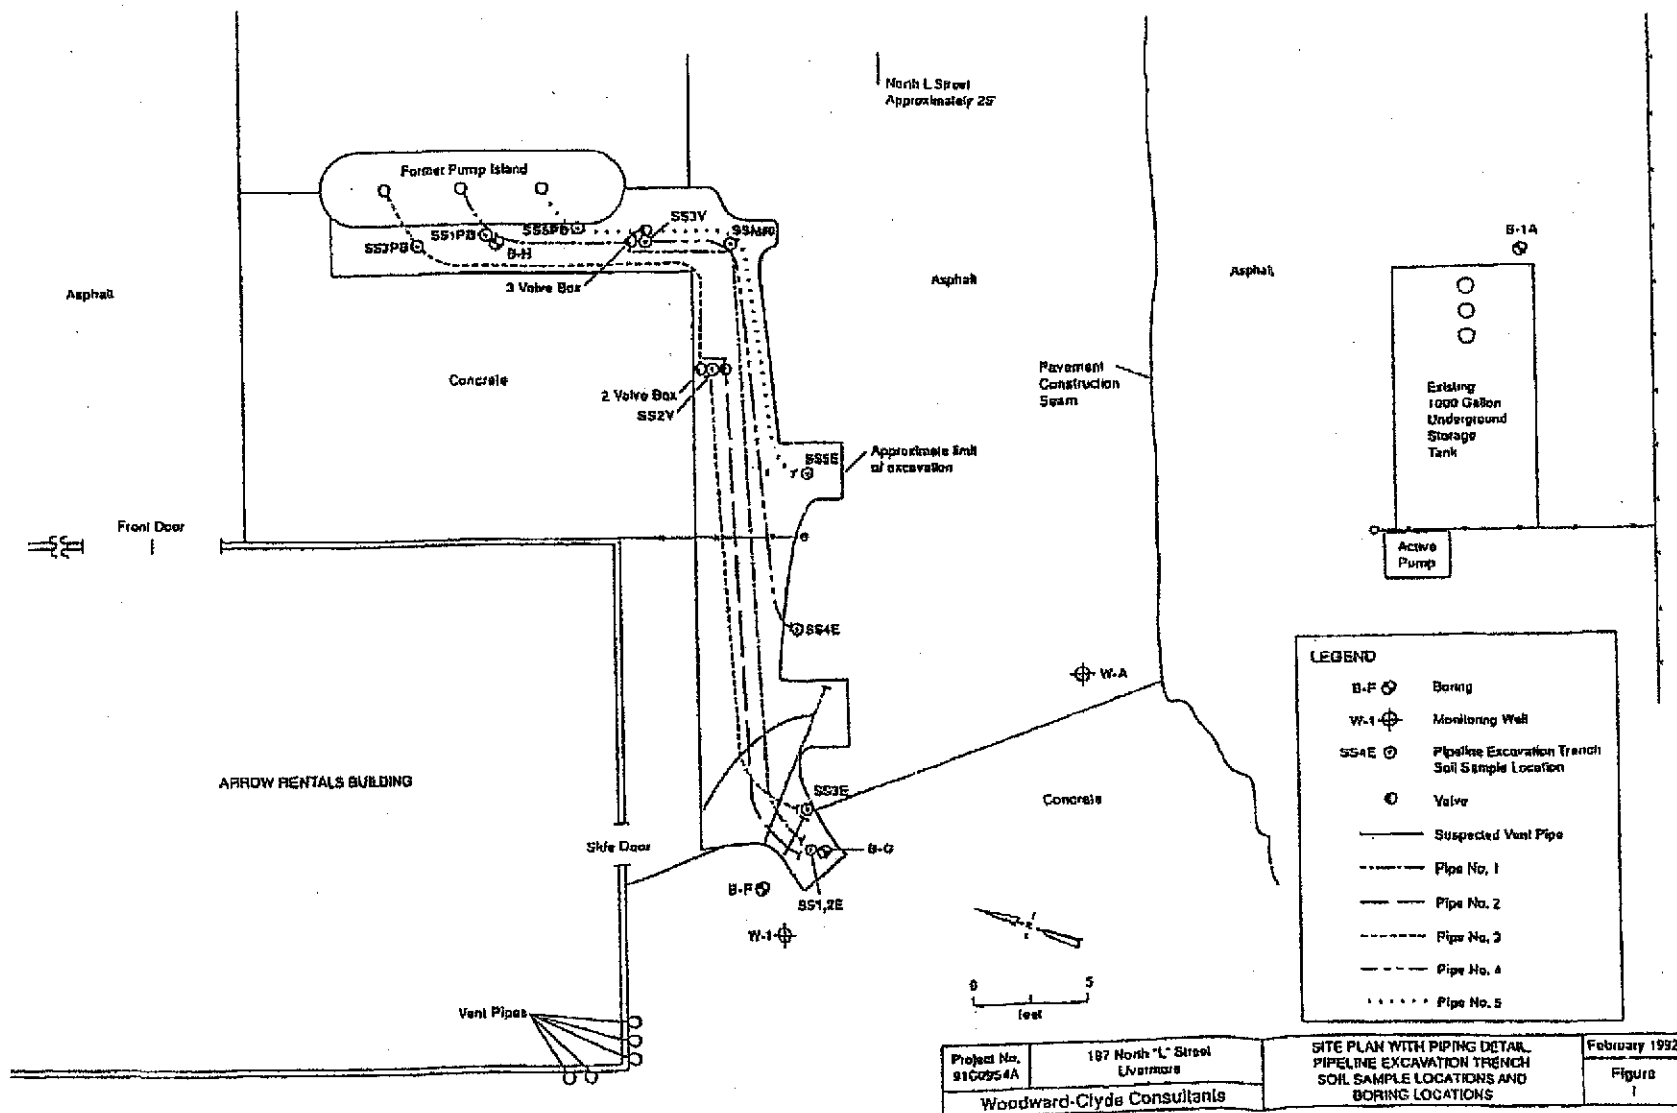 North L Street
Approximately 25'
Former Pump Island
SS3V
SS1PB
SS5PB
SS3PB
B-H
3 Valve Box
B-1A
Asphalt
Asphalt
Asphalt
Concrete
2 Valve Box
SS2V
Pavement
Construction
Seam
Existing
1000 Gallon
Underground
Storage
Tank
SS5E
Approximate limit
of excavation
Front Door
Active
Pump
SS4E
W-A
LEGEND
B-F Boring
W-1 Monitoring Well
SS4E Pipeline Excavation Trench
Soil Sample Location
Valve
Suspected Vent Pipe
Pipe No. 1
Pipe No. 2
Pipe No. 3
Pipe No. 4
Pipe No. 5
ARROW RENTALS BUILDING
SS3E
Concrete
Side Door
B-G
B-F
SS1,2E
W-1
0 5
feet
Vent Pipes
Project No.
91C0954A
187 North "L" Street
Livermore
Woodward-Clyde Consultants
SITE PLAN WITH PIPING DETAIL,
PIPELINE EXCAVATION TRENCH
SOIL SAMPLE LOCATIONS AND
BORING LOCATIONS
February 1992
Figure
1